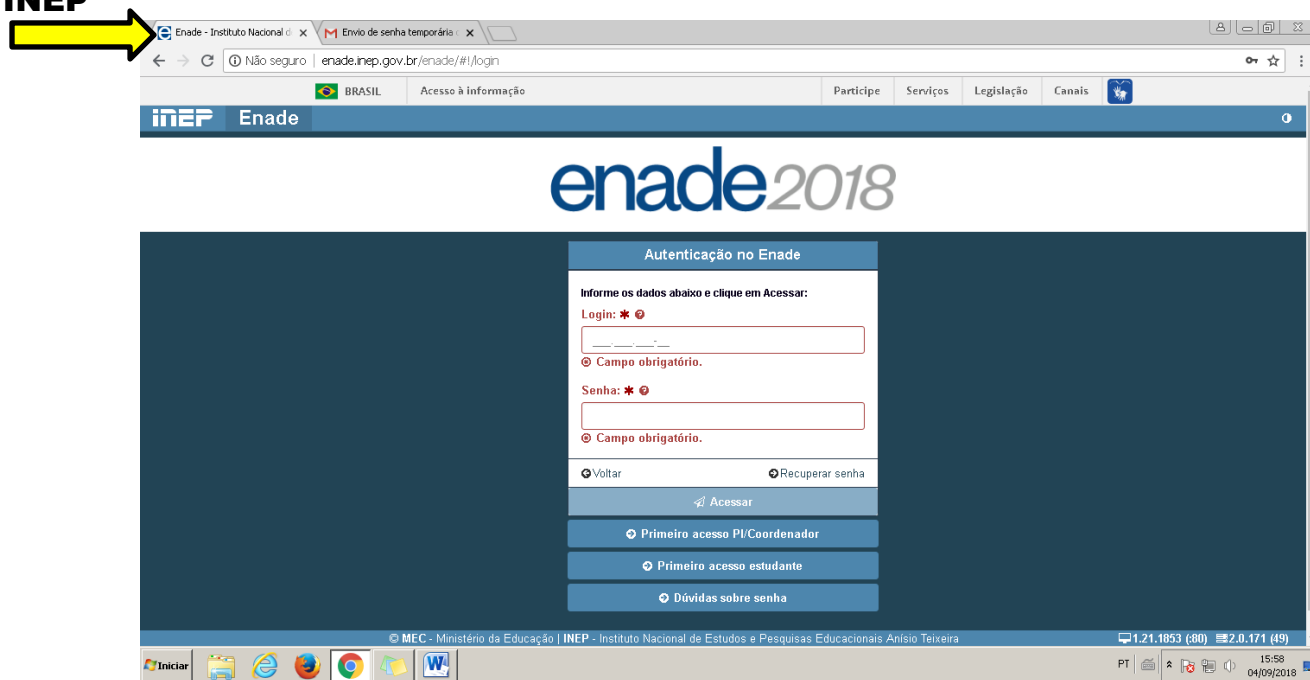 INEP
Enade - Instituto Nacional d
Envio de senha temporária
Não seguro | enade.inep.gov.br/enade/#!/login
BRASIL Acesso à informação Participe Serviços Legislação Canais
inep Enade
enade2018
Autenticação no Enade
Informe os dados abaixo e clique em Acessar:
Login: *
___.___.___-__
Campo obrigatório.
Senha: *
Campo obrigatório.
Voltar Recuperar senha
Acessar
Primeiro acesso PI/Coordenador
Primeiro acesso estudante
Dúvidas sobre senha
© MEC - Ministério da Educação | INEP - Instituto Nacional de Estudos e Pesquisas Educacionais Anísio Teixeira 1.21.1853 (:80) 2.0.171 (49)
Iniciar PT 15:58
04/09/2018